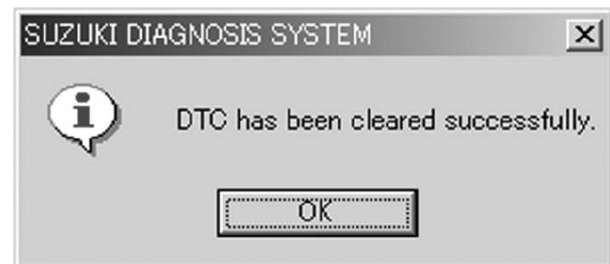 SUZUKI DIAGNOSIS SYSTEM
DTC has been cleared successfully.
OK